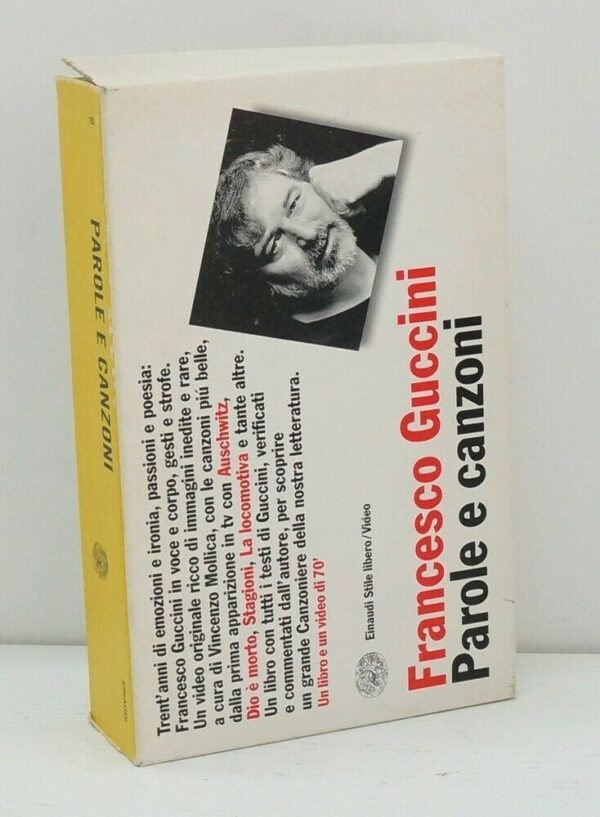 PAROLE E CANZONI
EINAUDI
Trent'anni di emozioni e ironia, passioni e poesia:
Francesco Guccini in voce e corpo, gesti e strofe.
Un video originale ricco di immagini inedite e rare,
a cura di Vincenzo Mollica, con le canzoni piú belle,
dalla prima apparizione in tv con Auschwitz,
Dio è morto, Stagioni, La locomotiva e tante altre.
Un libro con tutti i testi di Guccini, verificati
e commentati dall'autore, per scoprire
un grande Canzoniere della nostra letteratura.
Un libro e un video di 70'
Einaudi Stile libero/Video
Francesco Guccini
Parole e canzoni